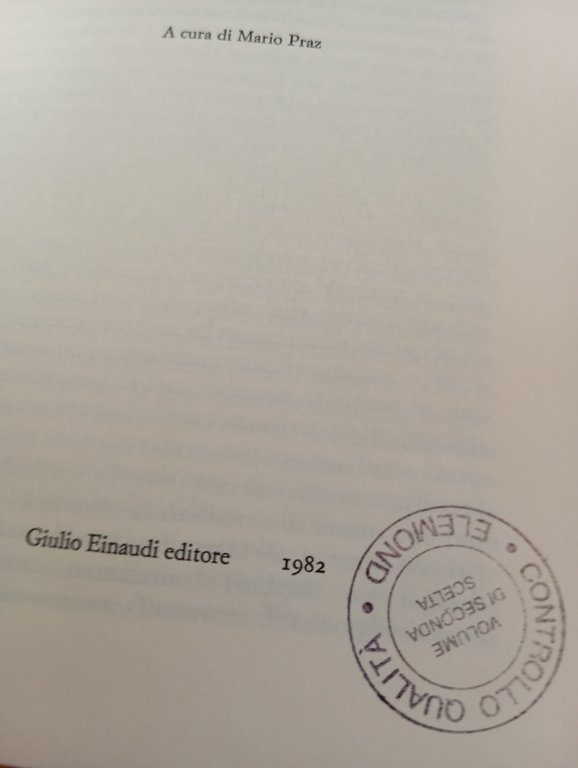 A cura di Mario Praz
Giulio Einaudi editore 1982
CONTROLLO QUALITÀ • ELEMOND •
VOLUME
DI SECONDA
SCELTA